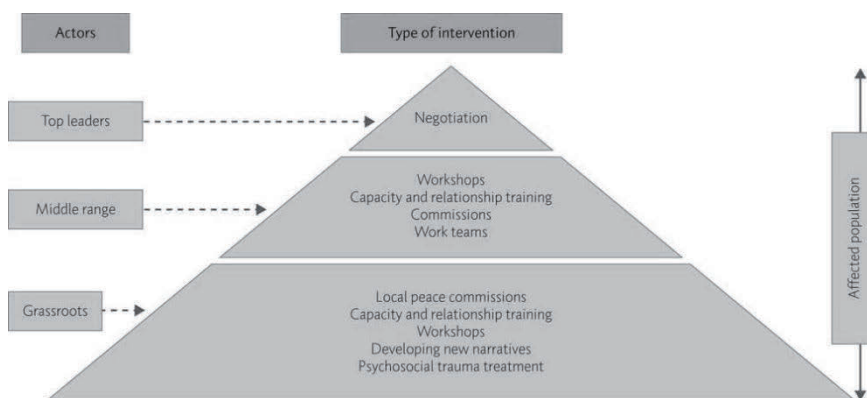 Actors
Type of intervention
Top leaders
Negotiation
Middle range
Workshops
Capacity and relationship training
Commissions
Work teams
Grassroots
Local peace commissions
Capacity and relationship training
Workshops
Developing new narratives
Psychosocial trauma treatment
Affected population